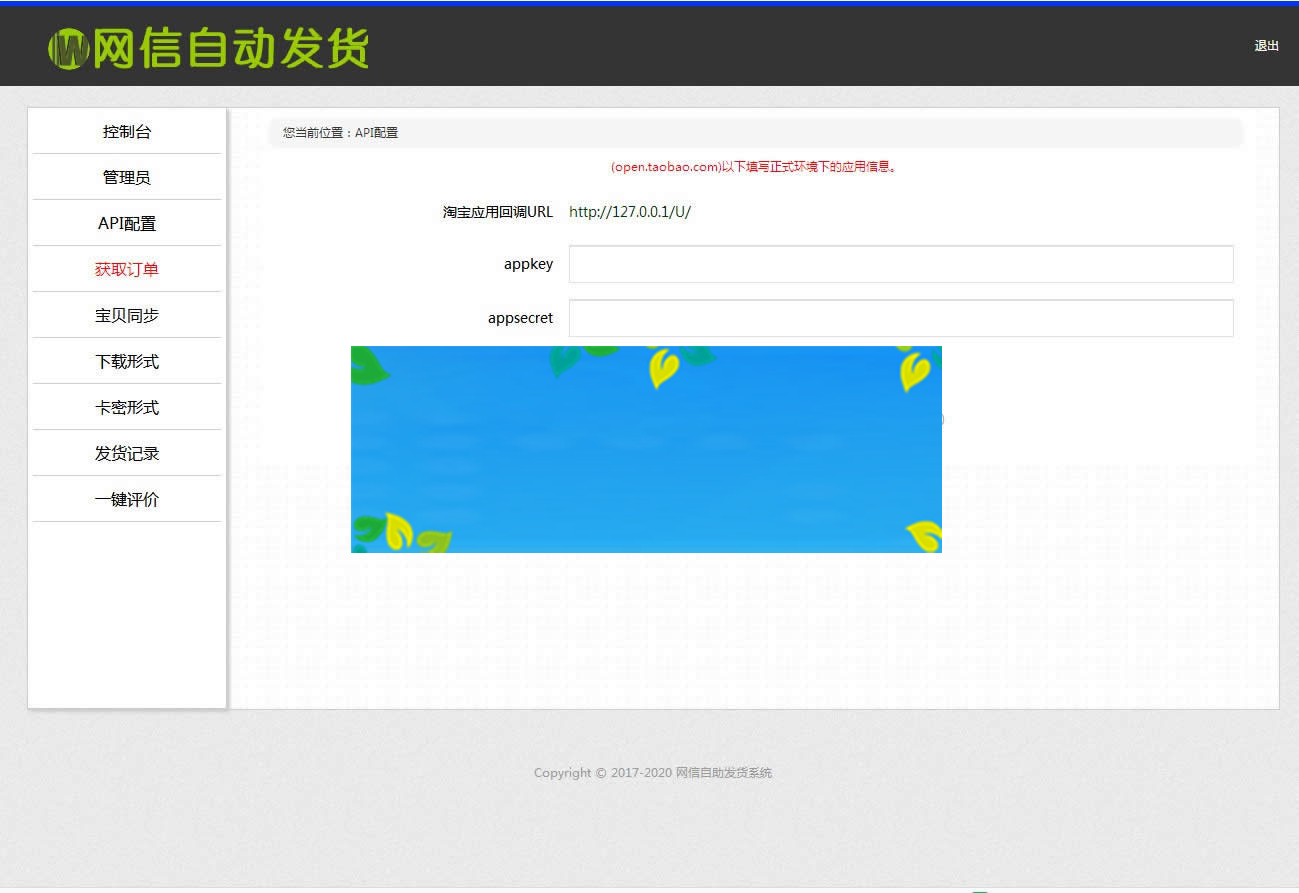 网信自动发货
退出
控制台
管理员
API配置
获取订单
宝贝同步
下载形式
卡密形式
发货记录
一键评价
您当前位置：API配置
(open.taobao.com)以下填写正式环境下的应用信息。
淘宝应用回调URL http://127.0.0.1/U/
appkey
appsecret
Copyright © 2017-2020 网信自助发货系统